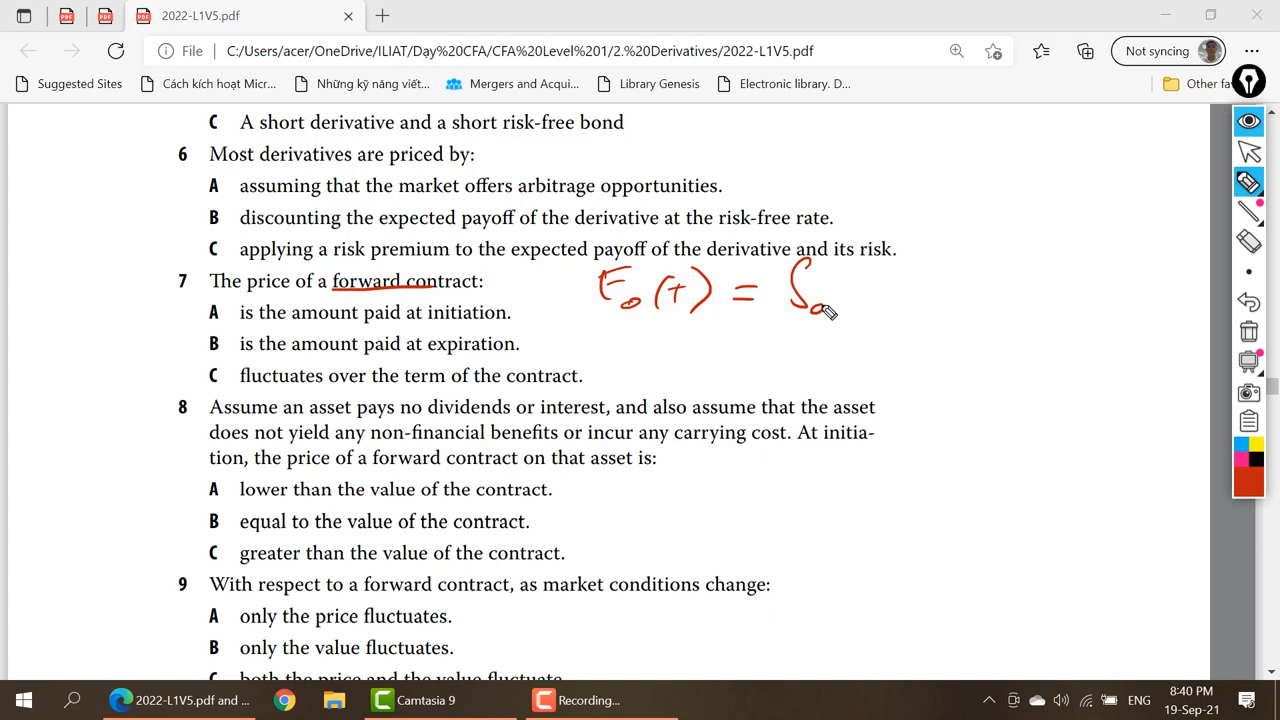 2022-L1V5.pdf
File C:/Users/acer/OneDrive/ILIAT/Day%20CFA/CFA%20Level%201/2.%20Derivatives/2022-L1V5.pdf Not syncing
Suggested Sites Cách kích hoạt Micr... Những kỹ năng viết... Mergers and Acqui... Library Genesis Electronic library. D... Other fav
C A short derivative and a short risk-free bond
6 Most derivatives are priced by:
A assuming that the market offers arbitrage opportunities.
B discounting the expected payoff of the derivative at the risk-free rate.
C applying a risk premium to the expected payoff of the derivative and its risk.
7 The price of a forward contract: F₀(T) = S₀
A is the amount paid at initiation.
B is the amount paid at expiration.
C fluctuates over the term of the contract.
8 Assume an asset pays no dividends or interest, and also assume that the asset
does not yield any non-financial benefits or incur any carrying cost. At initia-
tion, the price of a forward contract on that asset is:
A lower than the value of the contract.
B equal to the value of the contract.
C greater than the value of the contract.
9 With respect to a forward contract, as market conditions change:
A only the price fluctuates.
B only the value fluctuates.
C both the price and the value fluctuate.
2022-L1V5.pdf and ... Camtasia 9 Recording... ENG 8:40 PM
19-Sep-21